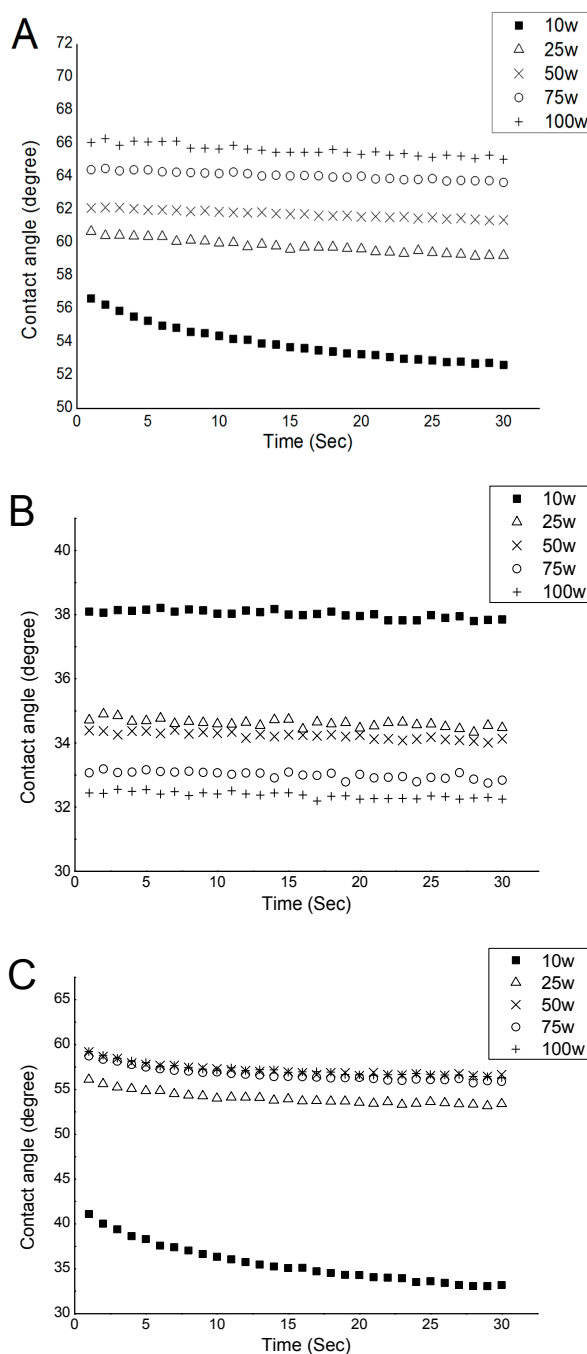 A
10w
25w
50w
75w
100w
72
70
68
66
64
62
60
58
56
54
52
50
Contact angle (degree)
0 5 10 15 20 25 30
Time (Sec)
B
10w
25w
50w
75w
100w
40
38
36
34
32
30
Contact angle (degree)
0 5 10 15 20 25 30
Time (Sec)
C
10w
25w
50w
75w
100w
65
60
55
50
45
40
35
30
Contact angle (degree)
0 5 10 15 20 25 30
Time (Sec)